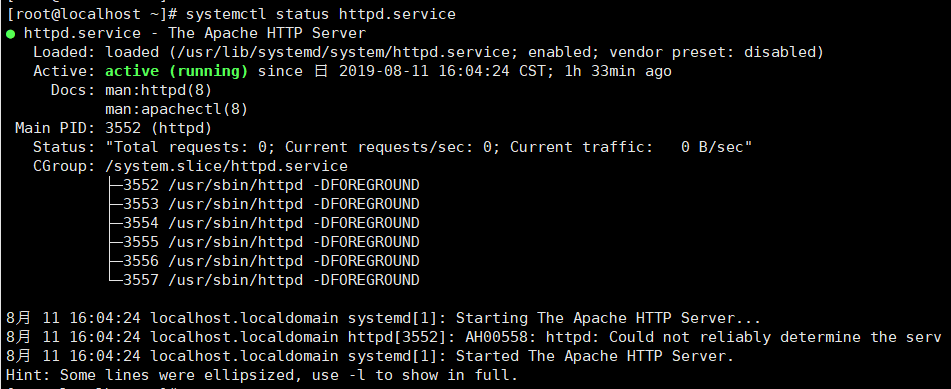 [root@localhost ~]# systemctl status httpd.service
● httpd.service - The Apache HTTP Server
   Loaded: loaded (/usr/lib/systemd/system/httpd.service; enabled; vendor preset: disabled)
   Active: active (running) since 日 2019-08-11 16:04:24 CST; 1h 33min ago
     Docs: man:httpd(8)
           man:apachectl(8)
 Main PID: 3552 (httpd)
   Status: "Total requests: 0; Current requests/sec: 0; Current traffic:   0 B/sec"
   CGroup: /system.slice/httpd.service
           ├─3552 /usr/sbin/httpd -DFOREGROUND
           ├─3553 /usr/sbin/httpd -DFOREGROUND
           ├─3554 /usr/sbin/httpd -DFOREGROUND
           ├─3555 /usr/sbin/httpd -DFOREGROUND
           ├─3556 /usr/sbin/httpd -DFOREGROUND
           └─3557 /usr/sbin/httpd -DFOREGROUND

8月 11 16:04:24 localhost.localdomain systemd[1]: Starting The Apache HTTP Server...
8月 11 16:04:24 localhost.localdomain httpd[3552]: AH00558: httpd: Could not reliably determine the serv
8月 11 16:04:24 localhost.localdomain systemd[1]: Started The Apache HTTP Server.
Hint: Some lines were ellipsized, use -l to show in full.